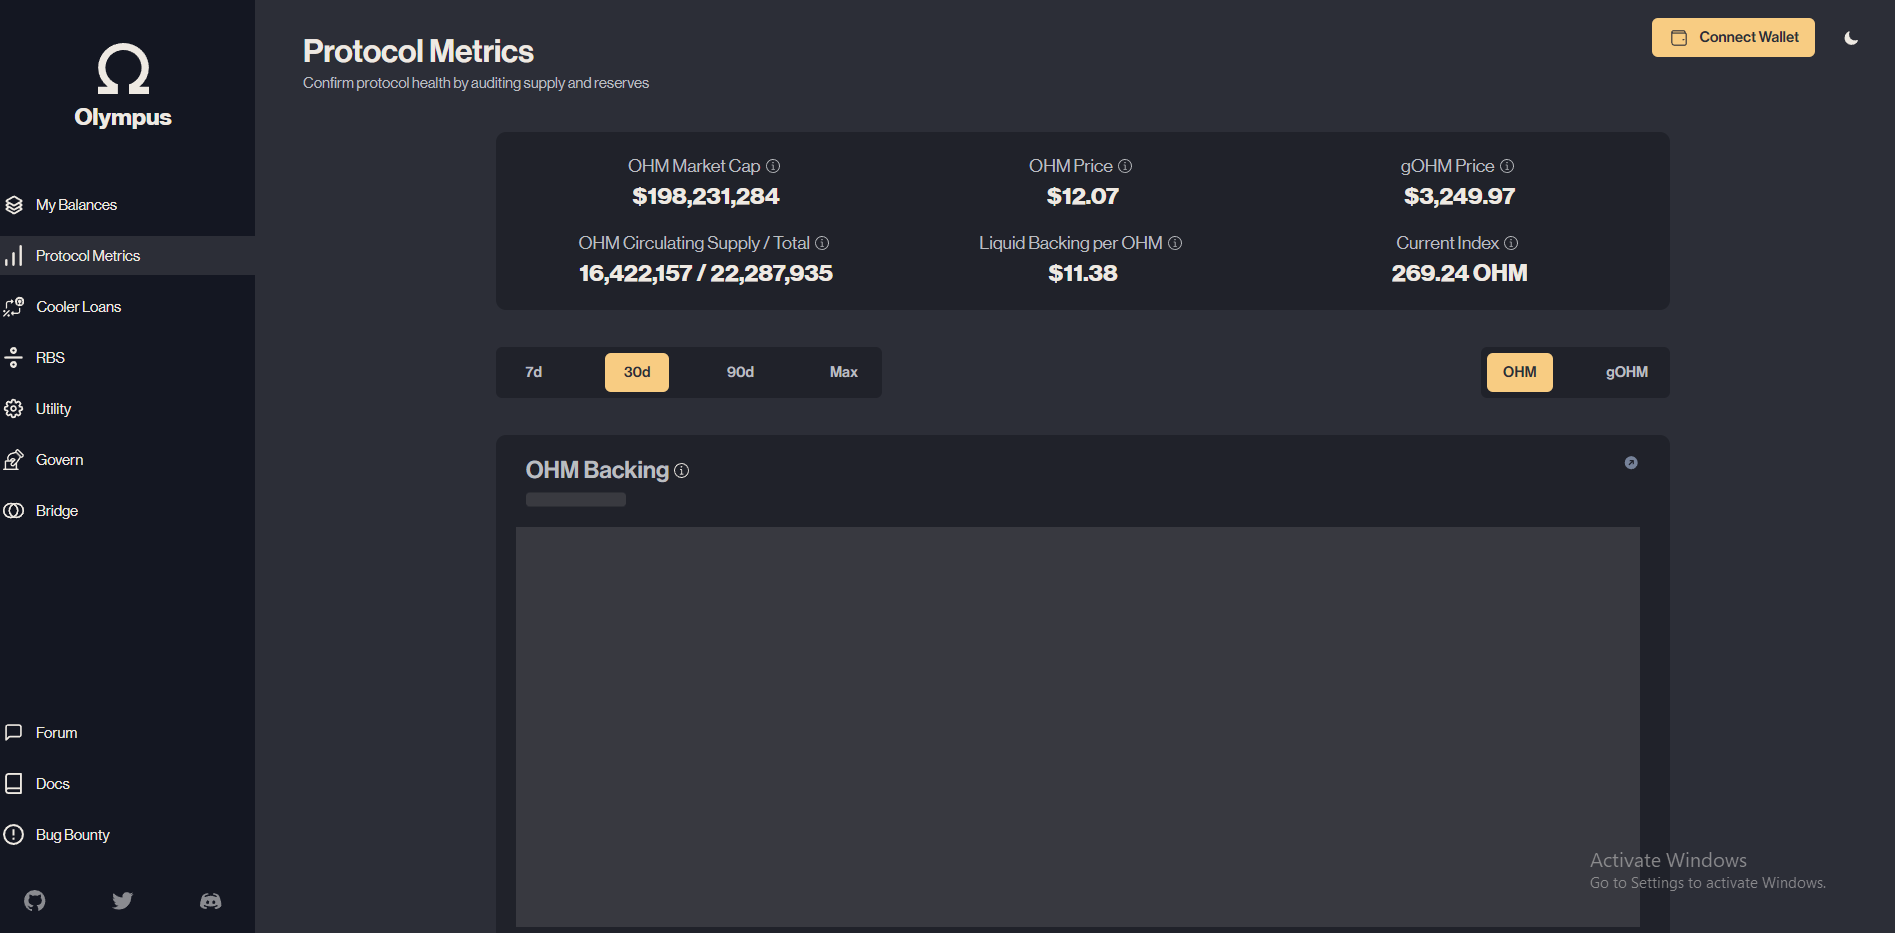 Olympus
My Balances
Protocol Metrics
Cooler Loans
RBS
Utility
Govern
Bridge
Forum
Docs
Bug Bounty
Protocol Metrics
Confirm protocol health by auditing supply and reserves
Connect Wallet
OHM Market Cap
$198,231,284
OHM Price
$12.07
gOHM Price
$3,249.97
OHM Circulating Supply / Total
16,422,157 / 22,287,935
Liquid Backing per OHM
$11.38
Current Index
269.24 OHM
7d 30d 90d Max
OHM gOHM
OHM Backing
Activate Windows
Go to Settings to activate Windows.